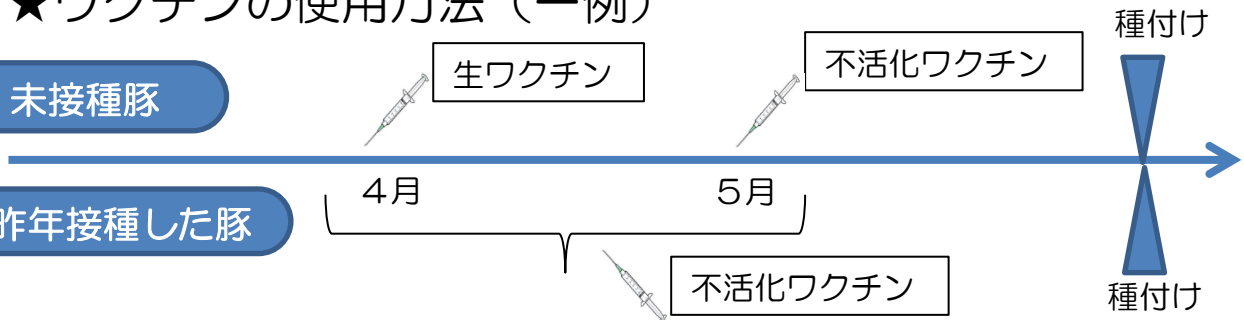 ★ワクチンの使用方法（一例）
種付け
生ワクチン
不活化ワクチン
未接種豚
4月
5月
昨年接種した豚
不活化ワクチン
種付け